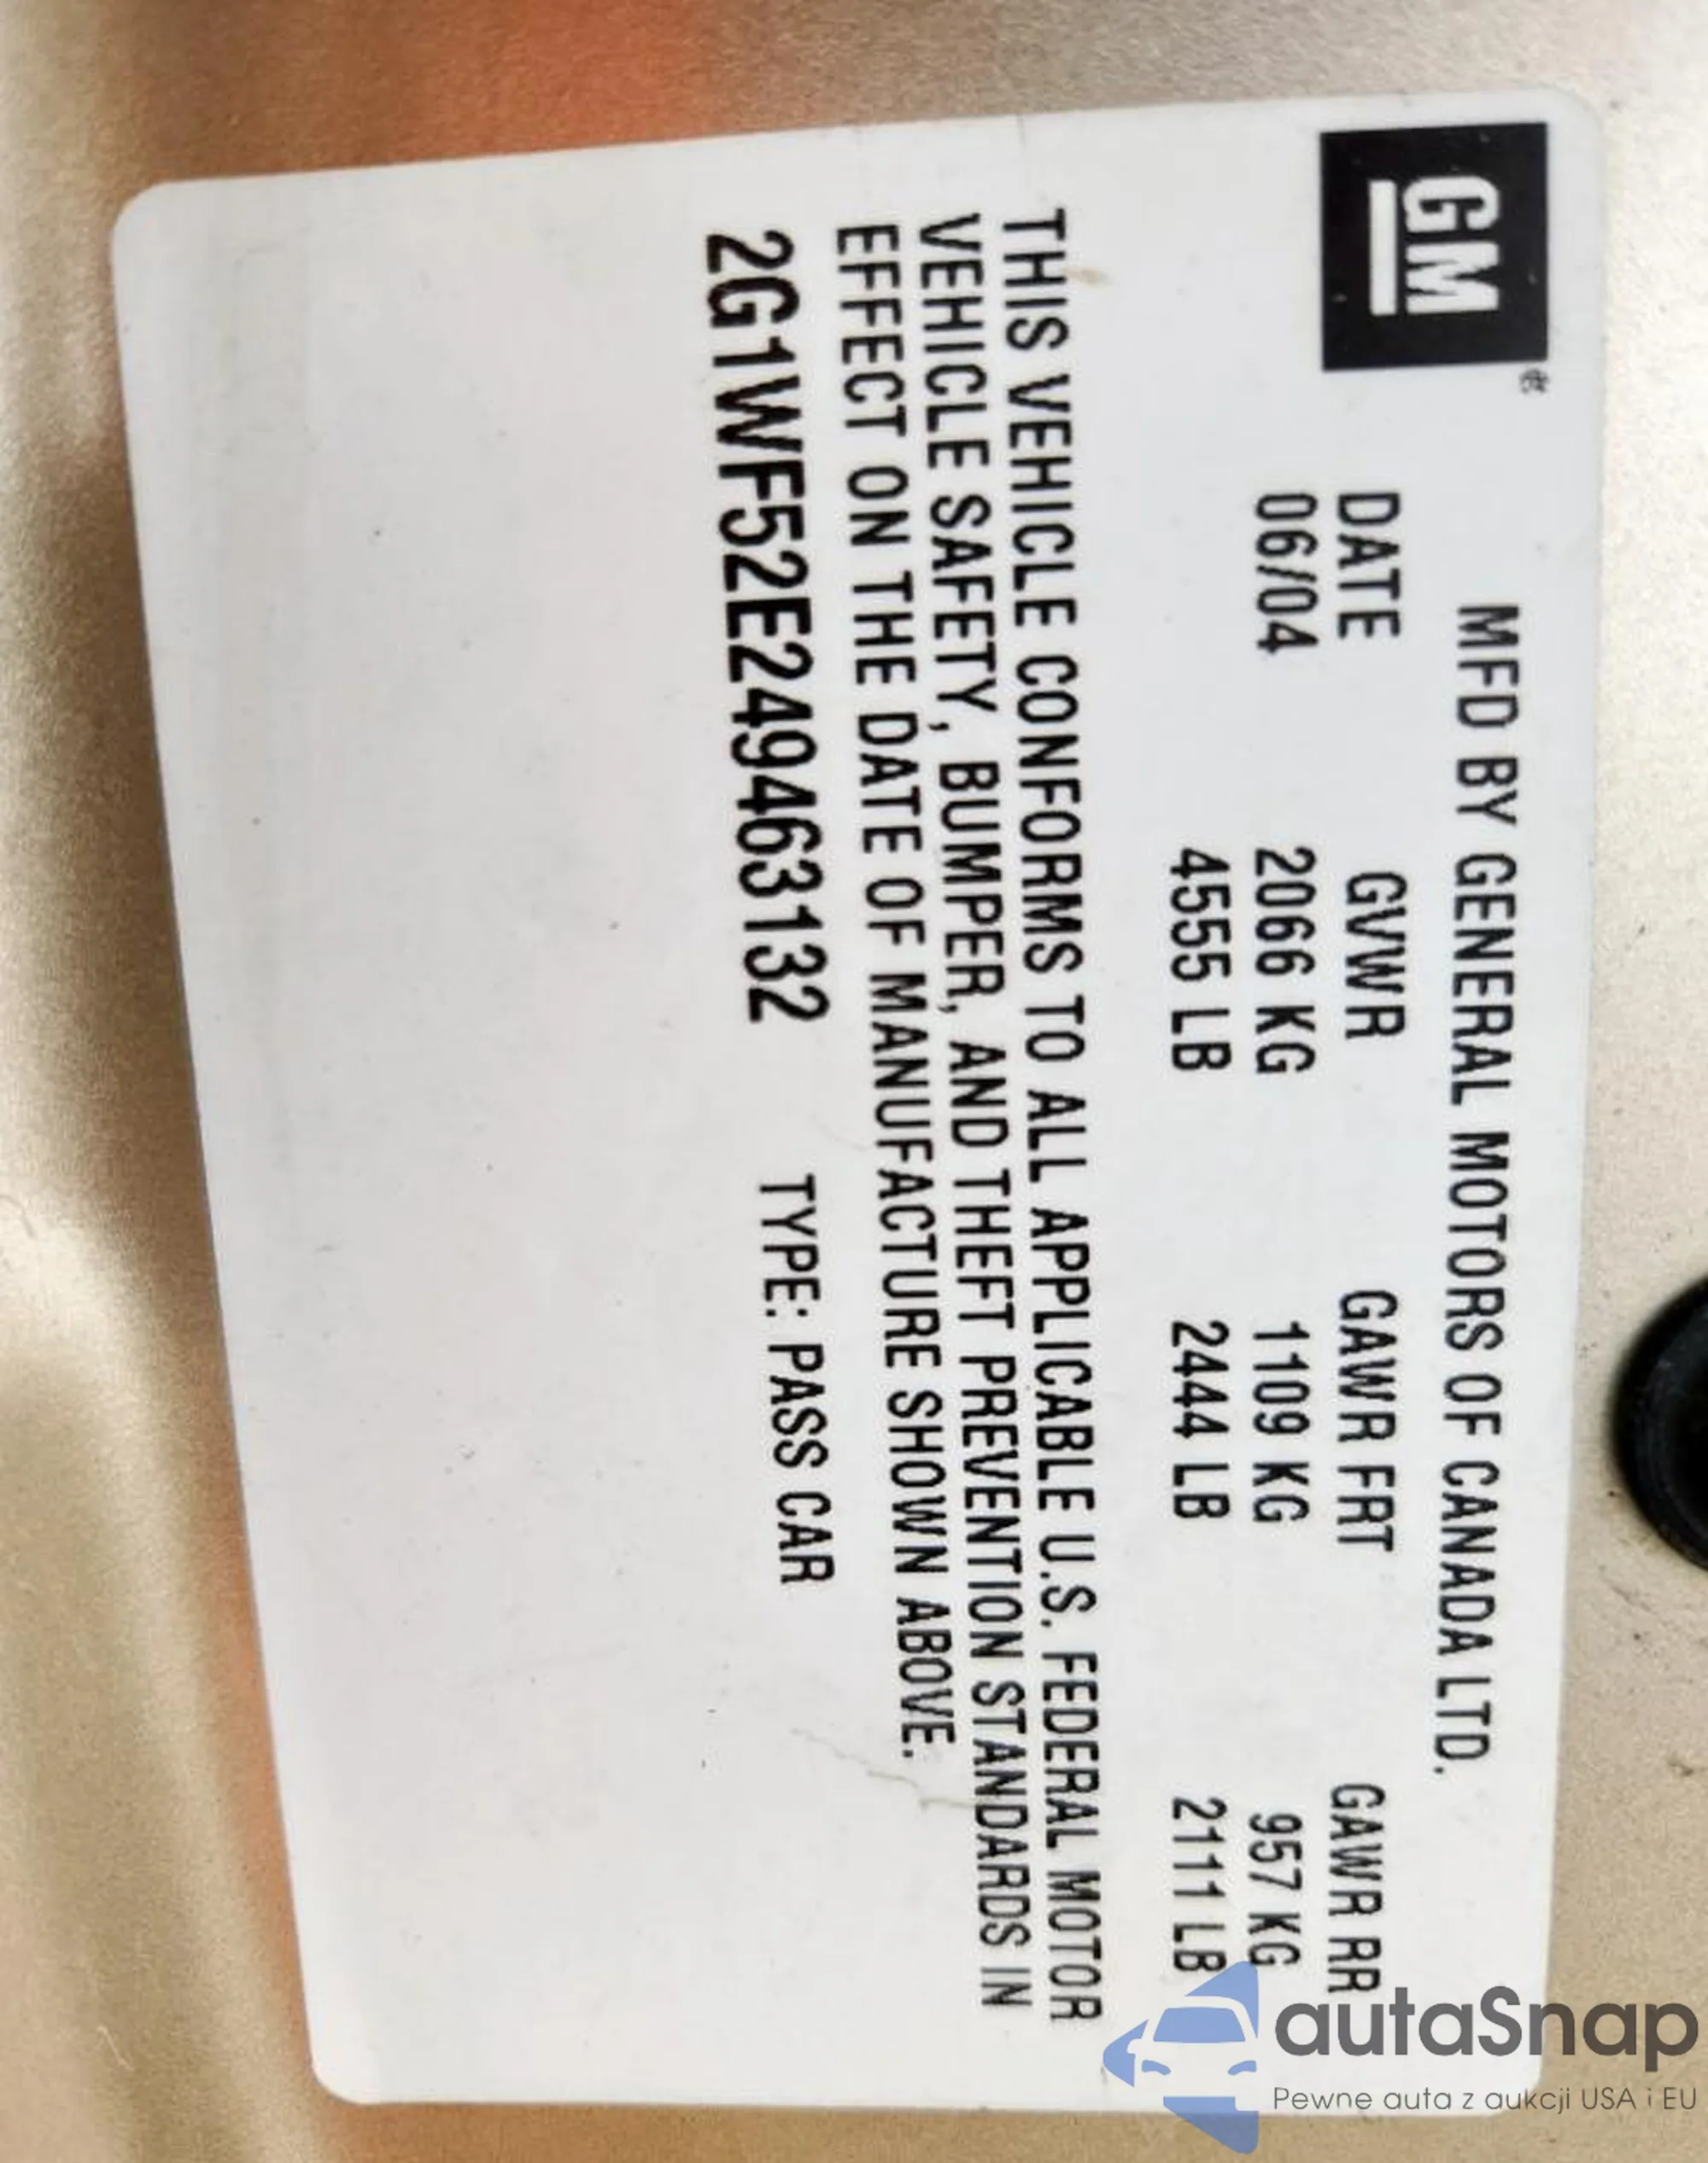 GM
MFD BY GENERAL MOTORS OF CANADA LTD.
DATE GVWR GAWR FRT GAWR RR
06/04 2066 KG 1109 KG 957 KG
4555 LB 2444 LB 2111 LB
THIS VEHICLE CONFORMS TO ALL APPLICABLE U.S. FEDERAL MOTOR
VEHICLE SAFETY, BUMPER, AND THEFT PREVENTION STANDARDS IN
EFFECT ON THE DATE OF MANUFACTURE SHOWN ABOVE.
2G1WF52E249463132 TYPE: PASS CAR
autaSnap
Pewne auta z aukcji USA i EU